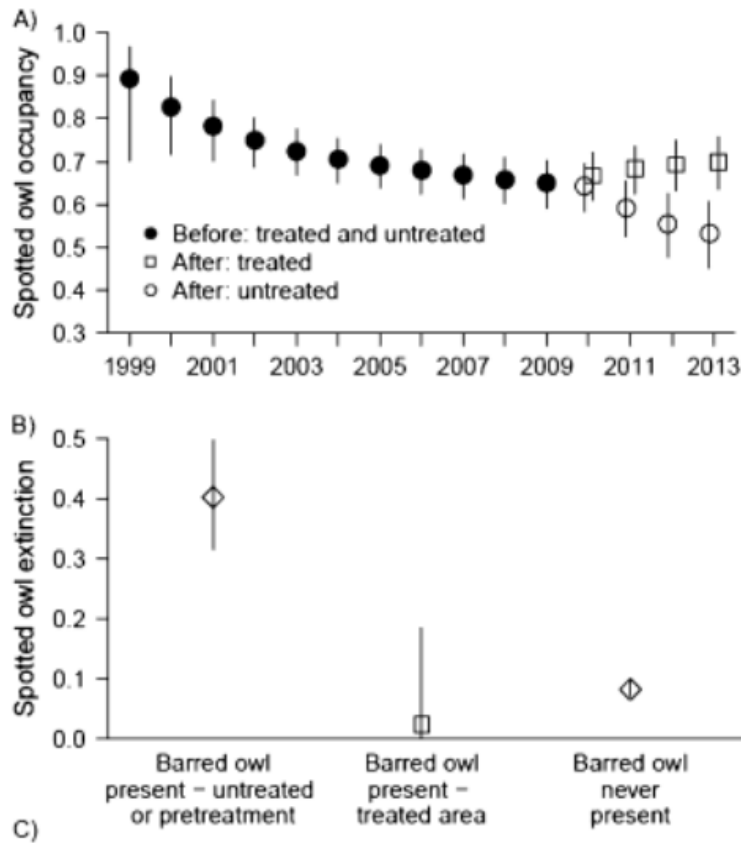 A)
Spotted owl occupancy
1.0
0.9
0.8
0.7
0.6
0.5
0.4
0.3
Before: treated and untreated
After: treated
After: untreated
1999 2001 2003 2005 2007 2009 2011 2013
B)
Spotted owl extinction
0.5
0.4
0.3
0.2
0.1
0.0
Barred owl
present − untreated
or pretreatment
Barred owl
present −
treated area
Barred owl
never
present
C)